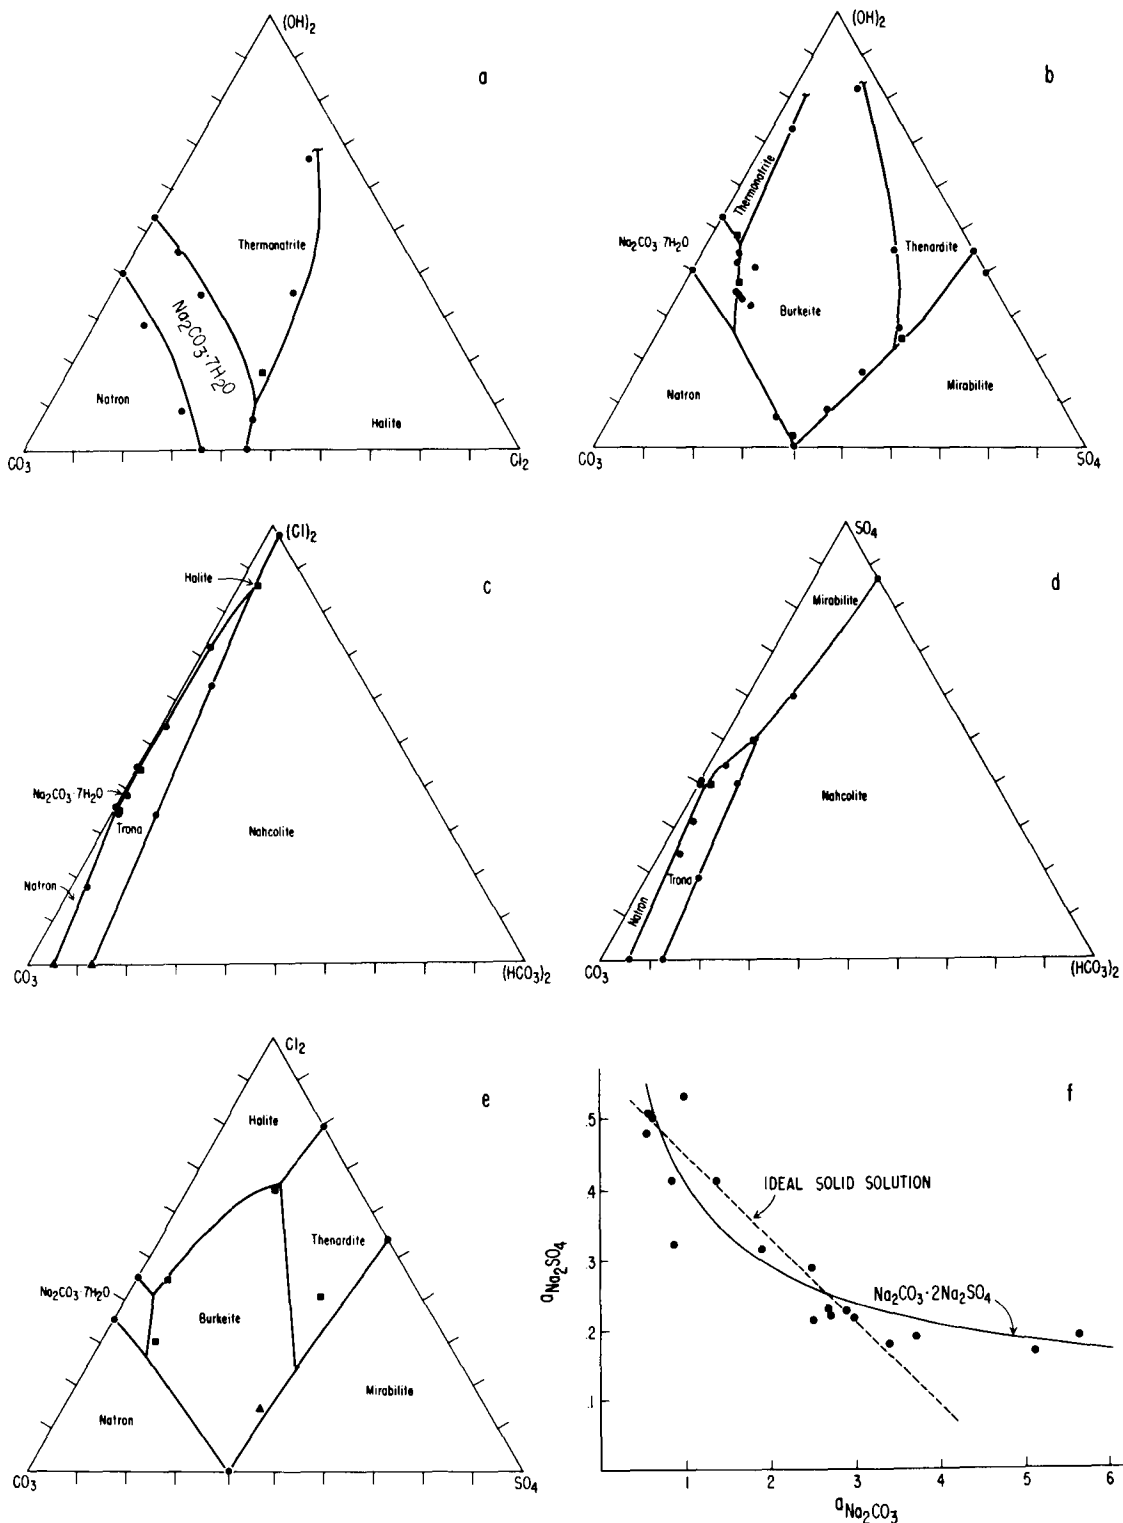 (OH)₂
a
Thermonatrite
Na₂CO₃·7H₂O
Natron
Halite
CO₃
Cl₂
(OH)₂
b
Thermonatrite
Na₂CO₃·7H₂O
Thenardite
Burkeite
Natron
Mirabilite
CO₃
SO₄
(Cl)₂
Halite
c
Na₂CO₃·7H₂O
Trona
Nahcolite
Natron
CO₃
(HCO₃)₂
SO₄
d
Mirabilite
Nahcolite
Trona
Natron
CO₃
(HCO₃)₂
Cl₂
e
Halite
Thenardite
Na₂CO₃·7H₂O
Burkeite
Mirabilite
Natron
CO₃
SO₄
f
.5
IDEAL SOLID SOLUTION
.4
aNa₂SO₄
.3
Na₂CO₃·2Na₂SO₄
.2
.1
1 2 3 4 5 6
aNa₂CO₃